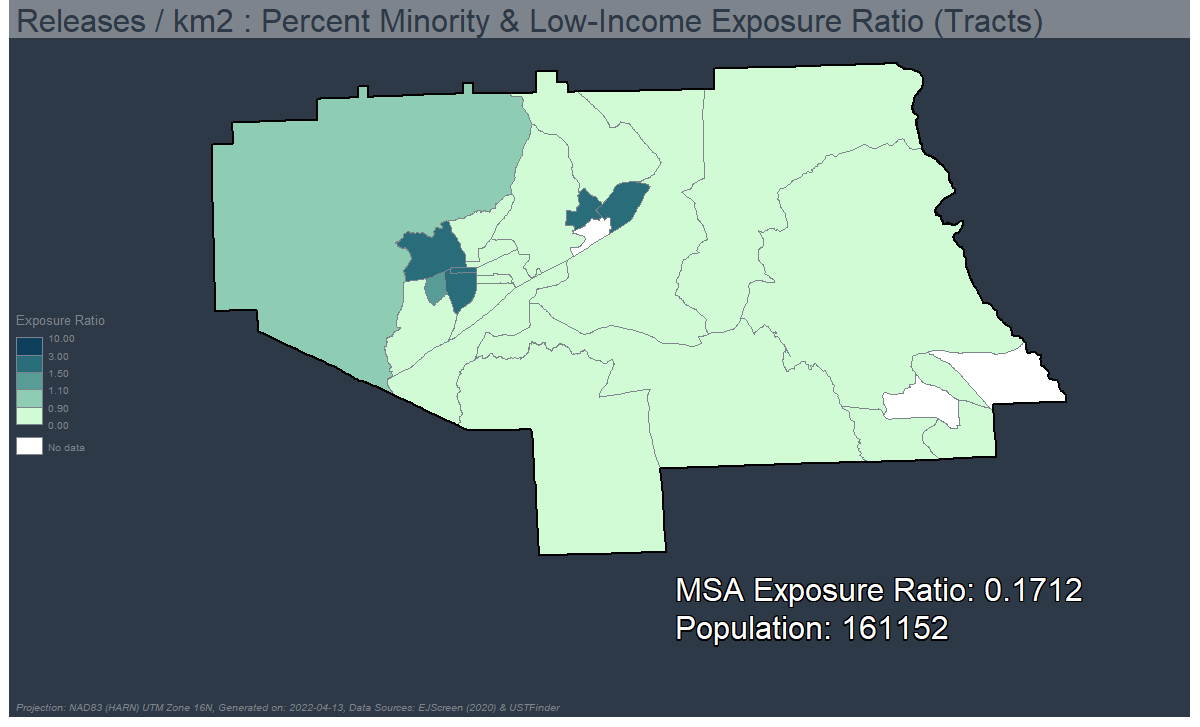 Releases / km2 : Percent Minority & Low-Income Exposure Ratio (Tracts)
Exposure Ratio
10.00
3.00
1.50
1.10
0.90
0.00
No data
MSA Exposure Ratio: 0.1712
Population: 161152
Projection: NAD83 (HARN) UTM Zone 16N, Generated on: 2022-04-13, Data Sources: EJScreen (2020) & USTFinder